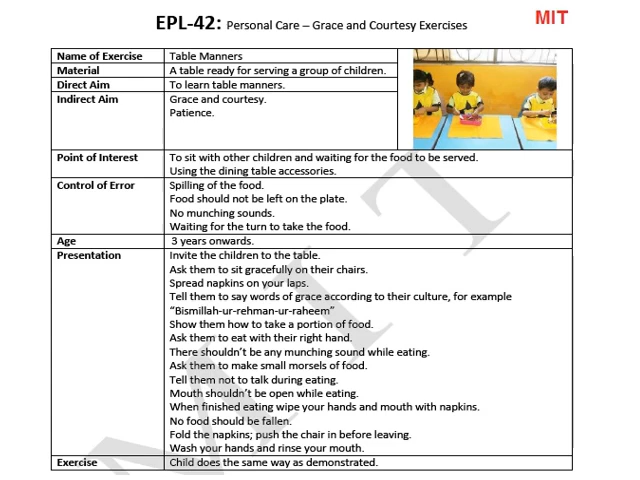 EPL-42: Personal Care – Grace and Courtesy Exercises
MIT
Name of Exercise Table Manners
Material A table ready for serving a group of children.
Direct Aim To learn table manners.
Indirect Aim Grace and courtesy.
Patience.
Point of Interest To sit with other children and waiting for the food to be served.
Using the dining table accessories.
Control of Error Spilling of the food.
Food should not be left on the plate.
No munching sounds.
Waiting for the turn to take the food.
Age 3 years onwards.
Presentation Invite the children to the table.
Ask them to sit gracefully on their chairs.
Spread napkins on your laps.
Tell them to say words of grace according to their culture, for example
“Bismillah-ur-rehman-ur-raheem”
Show them how to take a portion of food.
Ask them to eat with their right hand.
There shouldn’t be any munching sound while eating.
Ask them to make small morsels of food.
Tell them not to talk during eating.
Mouth shouldn’t be open while eating.
When finished eating wipe your hands and mouth with napkins.
No food should be fallen.
Fold the napkins; push the chair in before leaving.
Wash your hands and rinse your mouth.
Exercise Child does the same way as demonstrated.
MIT